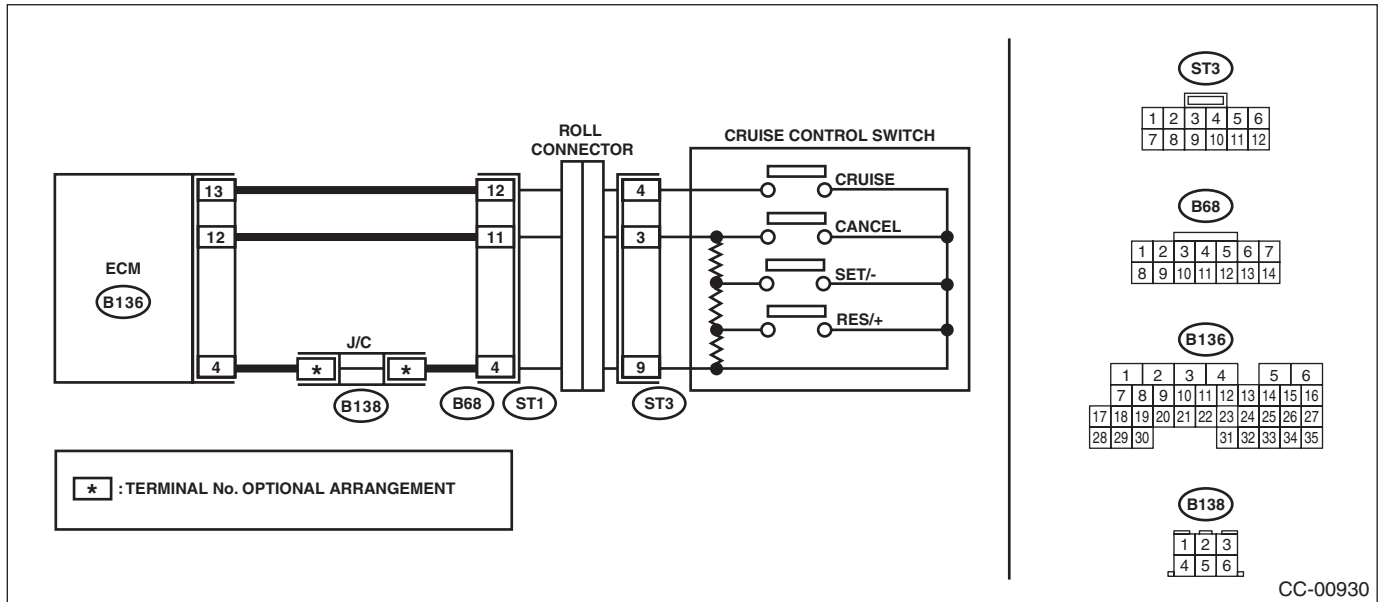 ROLL
CONNECTOR
CRUISE CONTROL SWITCH
13 12 4 CRUISE
12 11 3 CANCEL
ECM
B136
SET/-
RES/+
J/C
4 * * 4 9
B138 B68 ST1 ST3
* : TERMINAL No. OPTIONAL ARRANGEMENT
ST3
1 2 3 4 5 6
7 8 9 10 11 12
B68
1 2 3 4 5 6 7
8 9 10 11 12 13 14
B136
1 2 3 4 5 6
7 8 9 10 11 12 13 14 15 16
17 18 19 20 21 22 23 24 25 26 27
28 29 30 31 32 33 34 35
B138
1 2 3
4 5 6
CC-00930